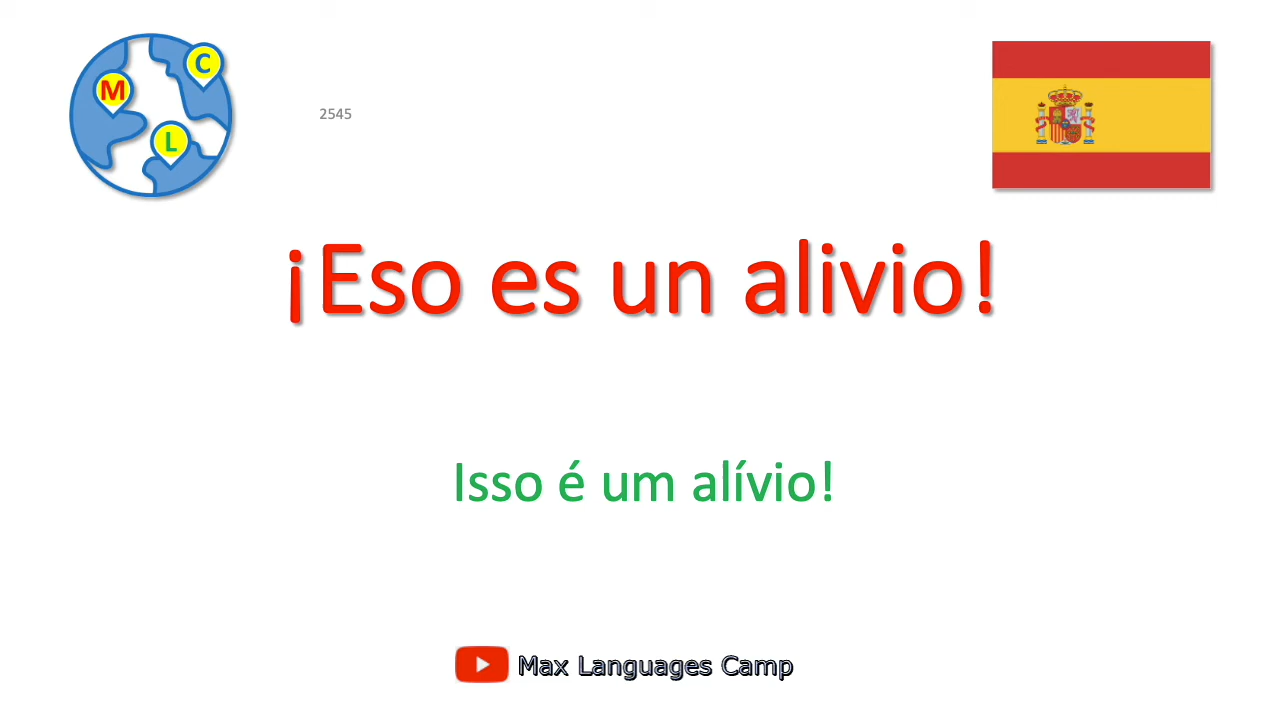 M
C
L
2545
¡Eso es un alivio!
Isso é um alívio!
Max Languages Camp